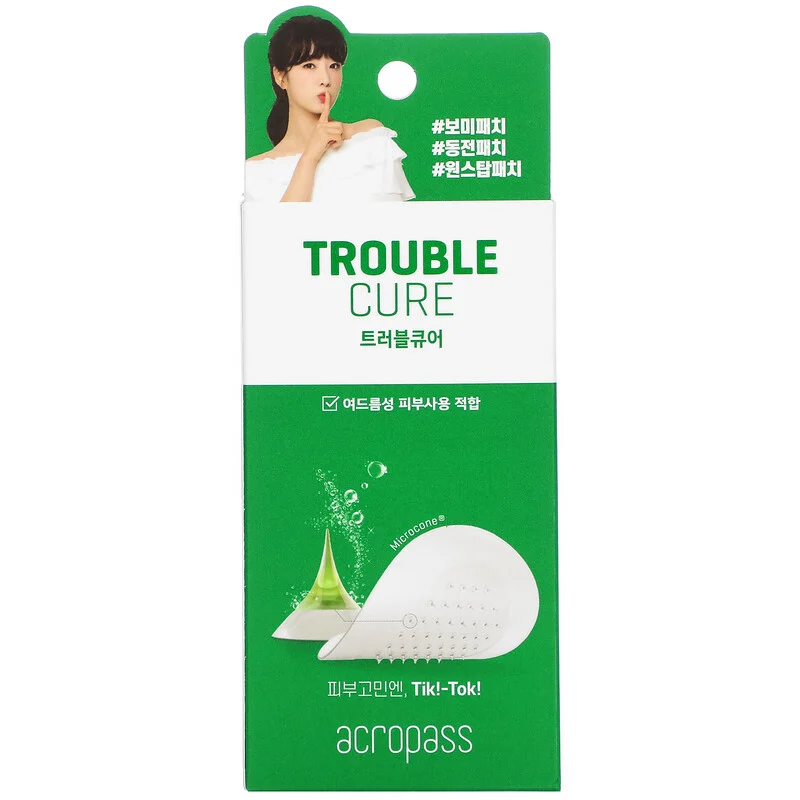 #보미패치
#동전패치
#원스탑패치
TROUBLE
CURE
트러블큐어
여드름성 피부사용 적합
Microcone®
피부고민엔, Tik!-Tok!
acropass